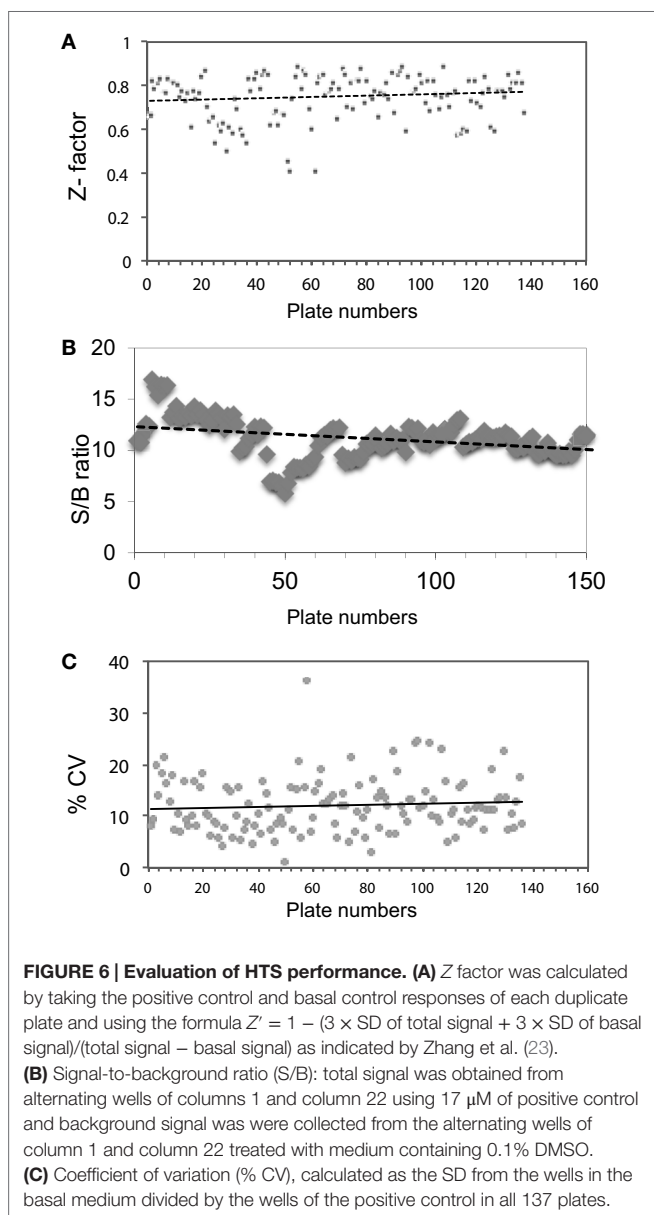 A
1
0.8
0.6
0.4
0.2
0
Z- factor
0 20 40 60 80 100 120 140 160
Plate numbers
B
20
15
10
5
0
S/B ratio
0 50 100 150
Plate numbers
C
40
30
20
10
0
% CV
0 20 40 60 80 100 120 140 160
Plate numbers
FIGURE 6 | Evaluation of HTS performance. (A) Z factor was calculated
by taking the positive control and basal control responses of each duplicate
plate and using the formula Z′ = 1 − (3 × SD of total signal + 3 × SD of basal
signal)/(total signal − basal signal) as indicated by Zhang et al. (23).
(B) Signal-to-background ratio (S/B): total signal was obtained from
alternating wells of columns 1 and column 22 using 17 μM of positive control
and background signal was were collected from the alternating wells of
column 1 and column 22 treated with medium containing 0.1% DMSO.
(C) Coefficient of variation (% CV), calculated as the SD from the wells in the
basal medium divided by the wells of the positive control in all 137 plates.